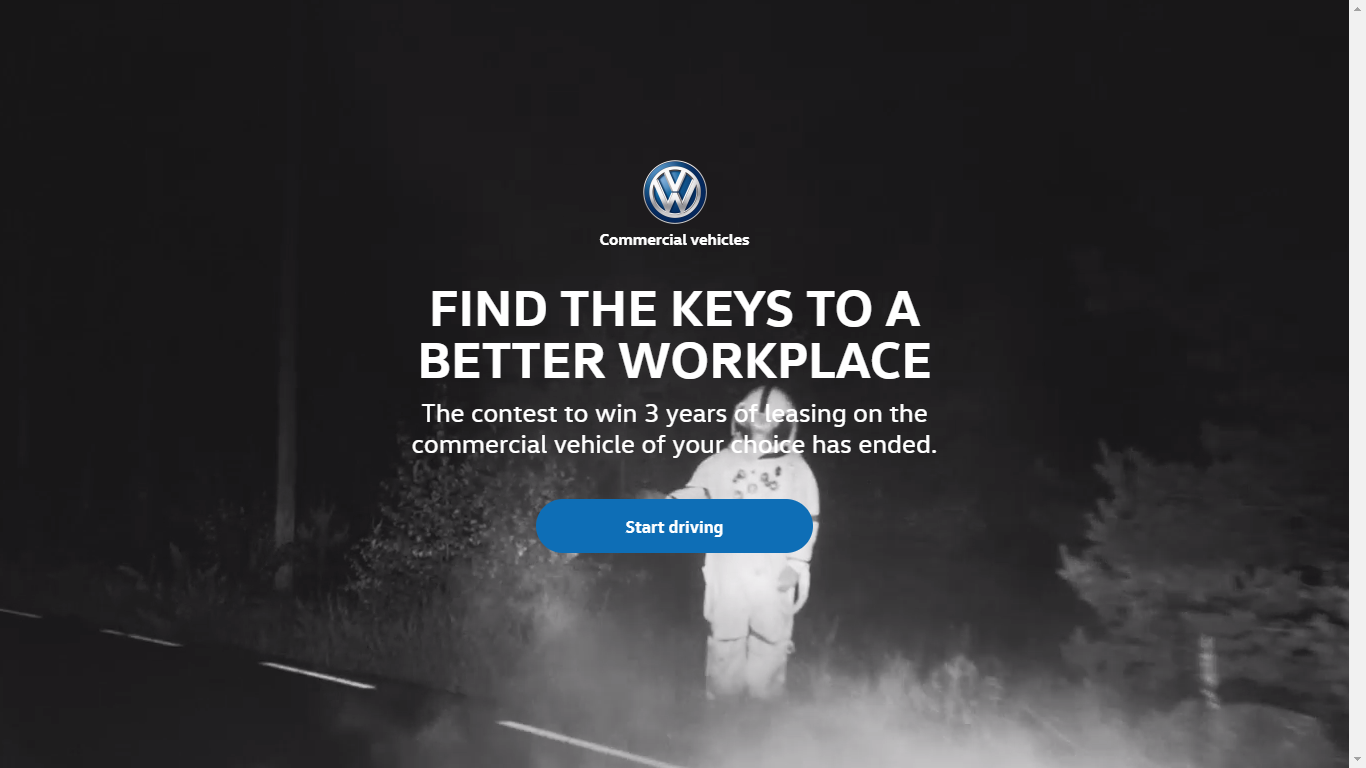 Commercial vehicles
FIND THE KEYS TO A
BETTER WORKPLACE
The contest to win 3 years of leasing on the
commercial vehicle of your choice has ended.
Start driving